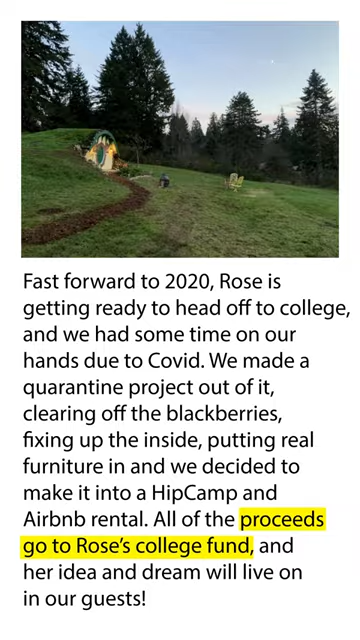 Fast forward to 2020, Rose is
getting ready to head off to college,
and we had some time on our
hands due to Covid. We made a
quarantine project out of it,
clearing off the blackberries,
fixing up the inside, putting real
furniture in and we decided to
make it into a HipCamp and
Airbnb rental. All of the proceeds
go to Rose’s college fund, and
her idea and dream will live on
in our guests!